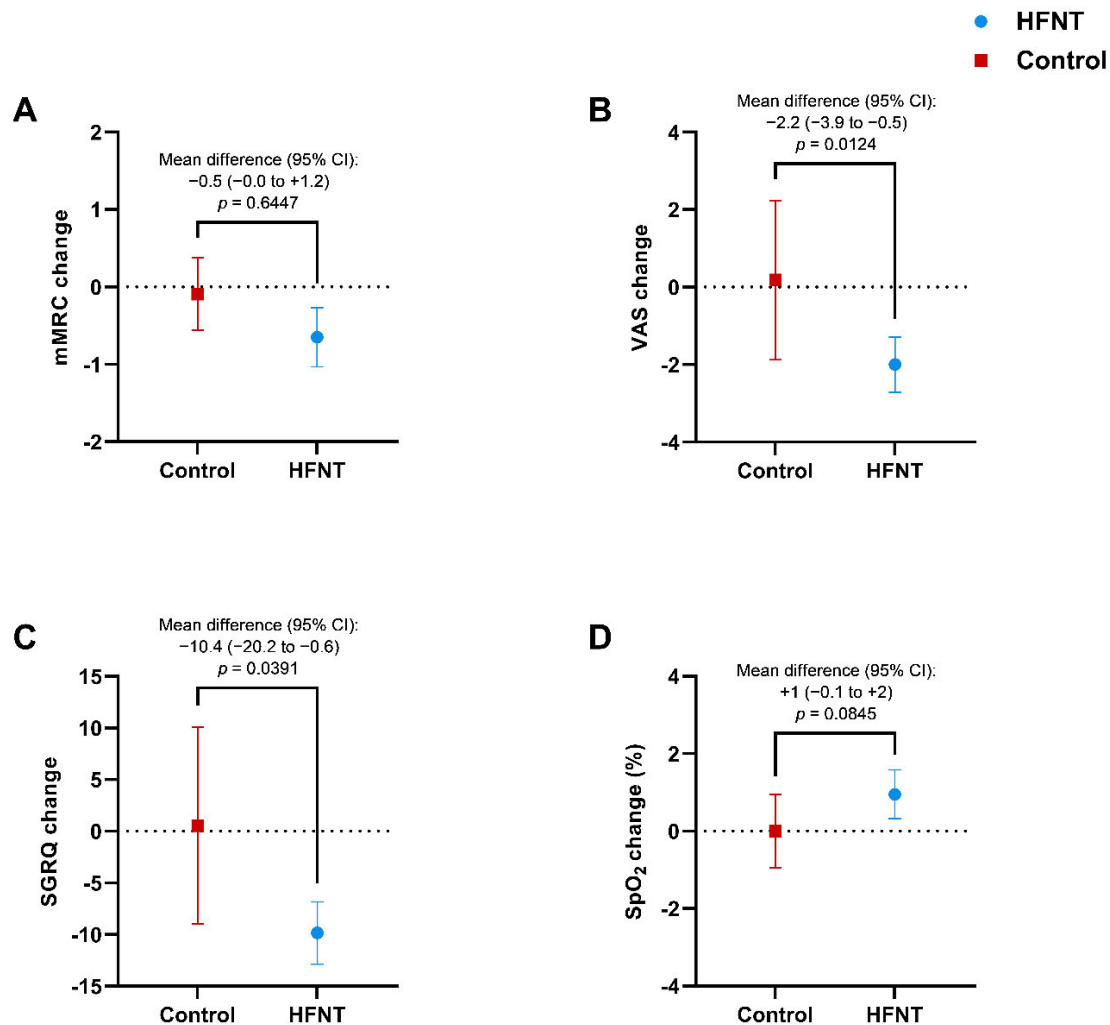 HFNT
Control
A
Mean difference (95% CI):
−0.5 (−0.0 to +1.2)
p = 0.6447
mMRC change
2
1
0
-1
-2
Control
HFNT
B
Mean difference (95% CI):
−2.2 (−3.9 to −0.5)
p = 0.0124
VAS change
4
2
0
-2
-4
Control
HFNT
C
Mean difference (95% CI):
−10.4 (−20.2 to −0.6)
p = 0.0391
SGRQ change
15
10
5
0
-5
-10
-15
Control
HFNT
D
Mean difference (95% CI):
+1 (−0.1 to +2)
p = 0.0845
SpO₂ change (%)
4
2
0
-2
-4
Control
HFNT